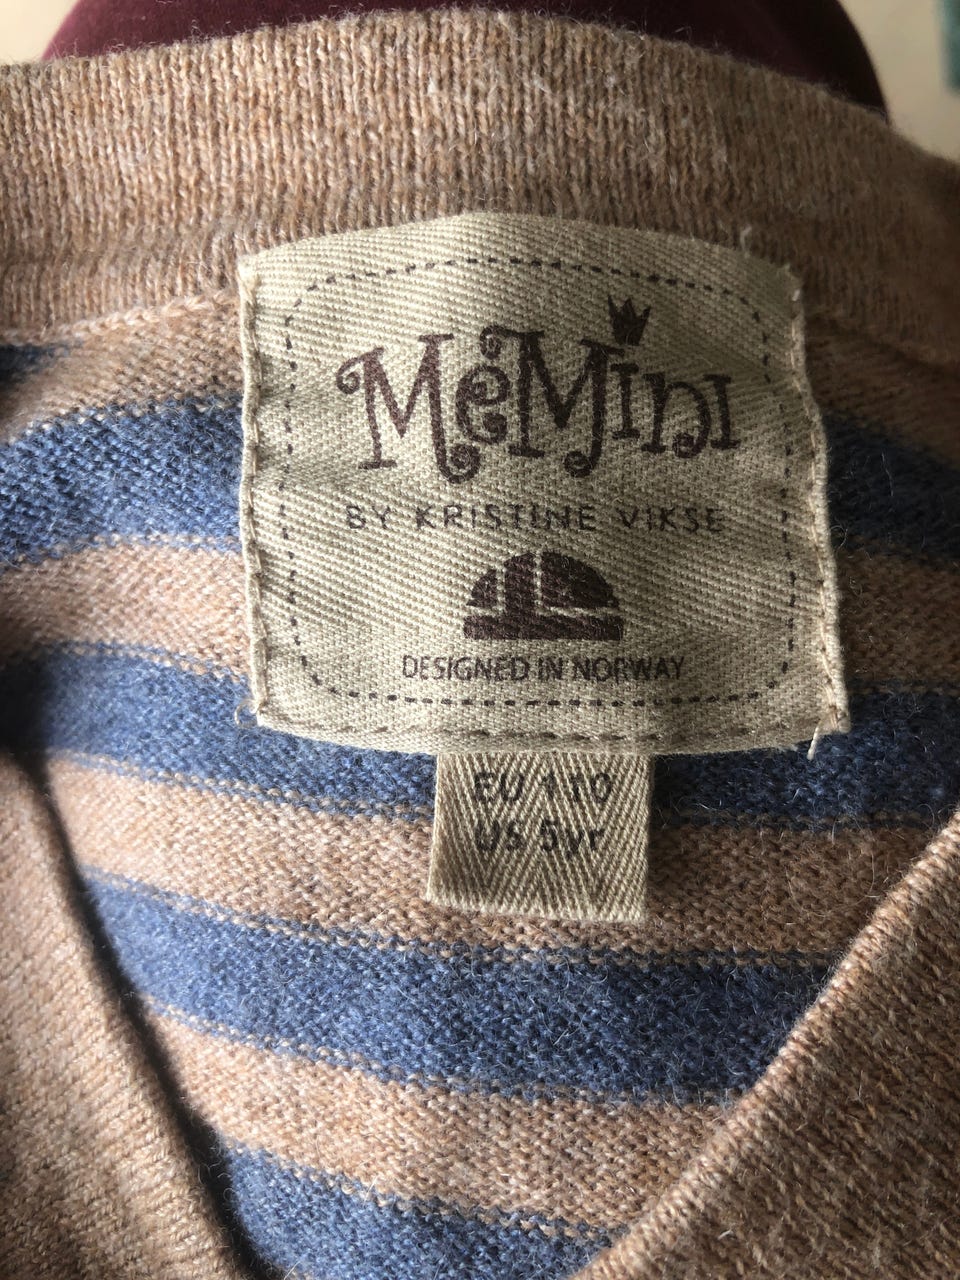 MeMini
BY KRISTINE VIKSE
DESIGNED IN NORWAY
EU 110
US 5yr